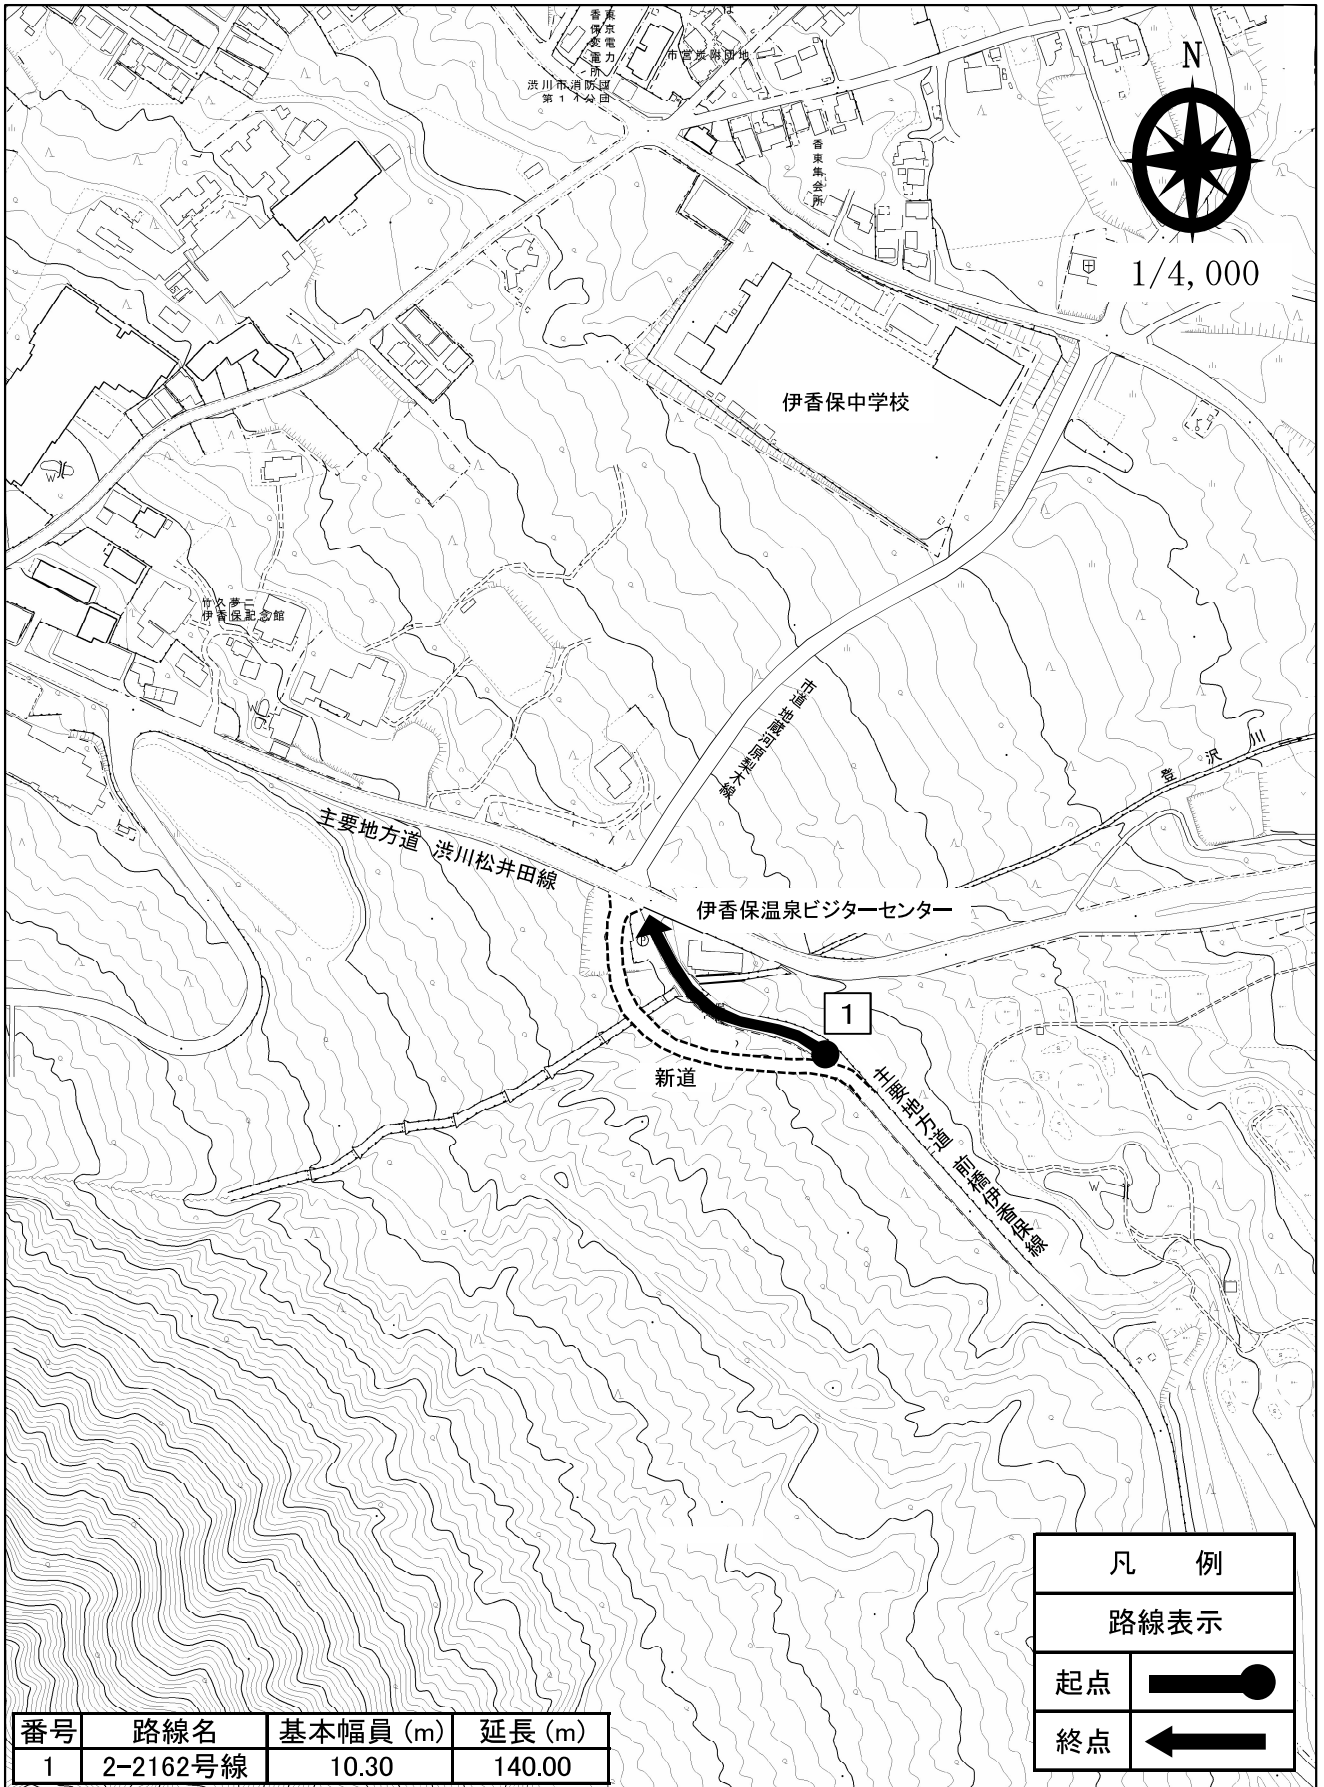 東京電力
香保変電所
渋川市消防団
第11分団
市営

N
1/4,000
香東集会所
伊香保中学校
竹久夢二
伊香保記念館
W
市道地蔵河原梨木線
登沢川
主要地方道 渋川松井田線
伊香保温泉ビジターセンター
P
1
新道
主要地方道 前橋伊香保線
W
凡 例
路線表示
起点
終点
番号 路線名 基本幅員(m) 延長(m)
1 2-2162号線 10.30 140.00